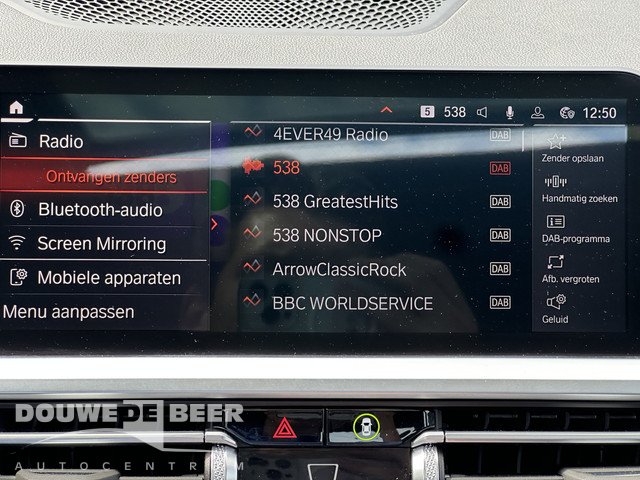 5 538 12:50
Radio
Ontvangen zenders
Bluetooth-audio
Screen Mirroring
Mobiele apparaten
Menu aanpassen
4EVER49 Radio DAB
538 DAB
538 GreatestHits DAB
538 NONSTOP DAB
ArrowClassicRock DAB
BBC WORLDSERVICE DAB
Zender opslaan
Handmatig zoeken
DAB-programma
Afb. vergroten
Geluid
DOUWE DE BEER
AUTOCENTRUM